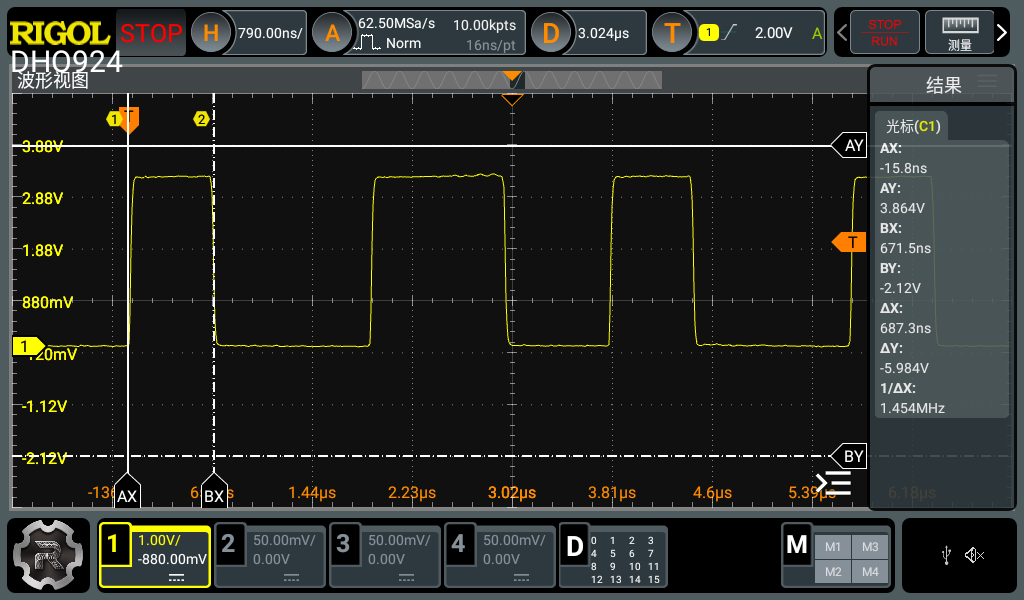 RIGOL STOP H 790.00ns/ A 62.50MSa/s 10.00kpts D 3.024μs T 1 2.00V A STOP
Norm 16ns/pt RUN 测量
DHO924
波形视图 结果
1 T 2 光标(C1)
3.88V AY AX:
-15.8ns
2.88V AY:
3.864V
1.88V T BX:
671.5ns
BY:
-2.12V
880mV ΔX:
687.3ns
1 120mV ΔY:
-5.984V
1/ΔX:
-1.12V 1.454MHz
-2.12V BY
AX BX 1.44μs 2.23μs 3.02μs 3.81μs 4.6μs 5.39μs 6.18μs
1 1.00V/ 2 50.00mV/ 3 50.00mV/ 4 50.00mV/ D 0 1 2 3 M M1 M3
-880.00mV 0.00V 0.00V 0.00V 4 5 6 7
8 9 10 11 M2 M4
12 13 14 15